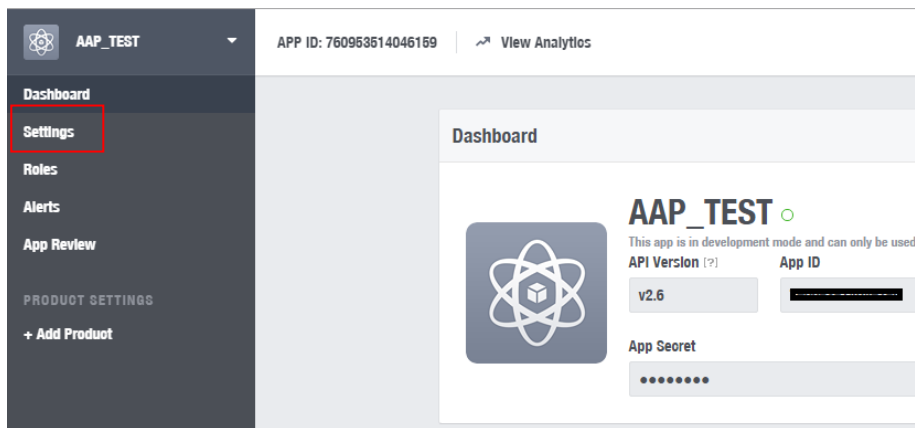 AAP_TEST
APP ID: 760953514046159
View Analytics
Dashboard
Settings
Roles
Alerts
App Review
PRODUCT SETTINGS
+ Add Product
Dashboard
AAP_TEST
This app is in development mode and can only be used
API Version [?]
App ID
v2.6
App Secret
●●●●●●●●